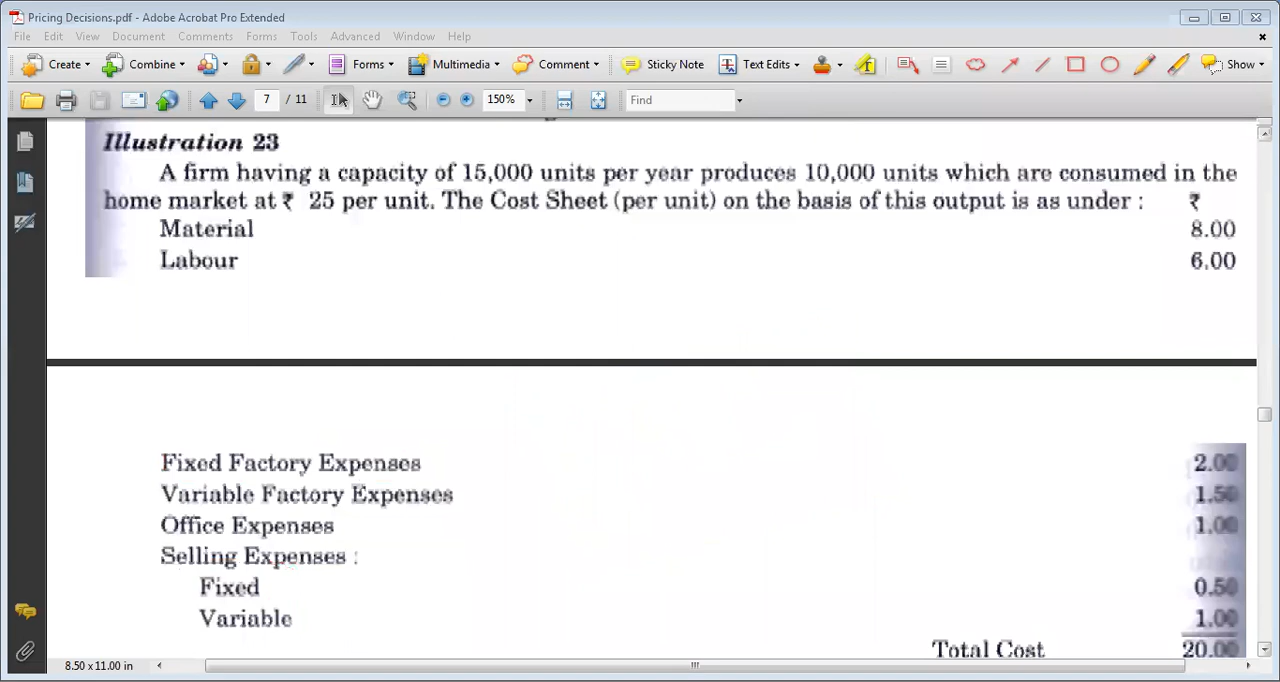 Pricing Decisions.pdf - Adobe Acrobat Pro Extended
File Edit View Document Comments Forms Tools Advanced Window Help
Create Combine Forms Multimedia Comment Sticky Note Text Edits Show
7 / 11 150% Find
Illustration 23
A firm having a capacity of 15,000 units per year produces 10,000 units which are consumed in the
home market at ₹ 25 per unit. The Cost Sheet (per unit) on the basis of this output is as under : ₹
Material 8.00
Labour 6.00
Fixed Factory Expenses 2.00
Variable Factory Expenses 1.50
Office Expenses 1.00
Selling Expenses :
Fixed 0.50
Variable 1.00
Total Cost 20.00
8.50 x 11.00 in